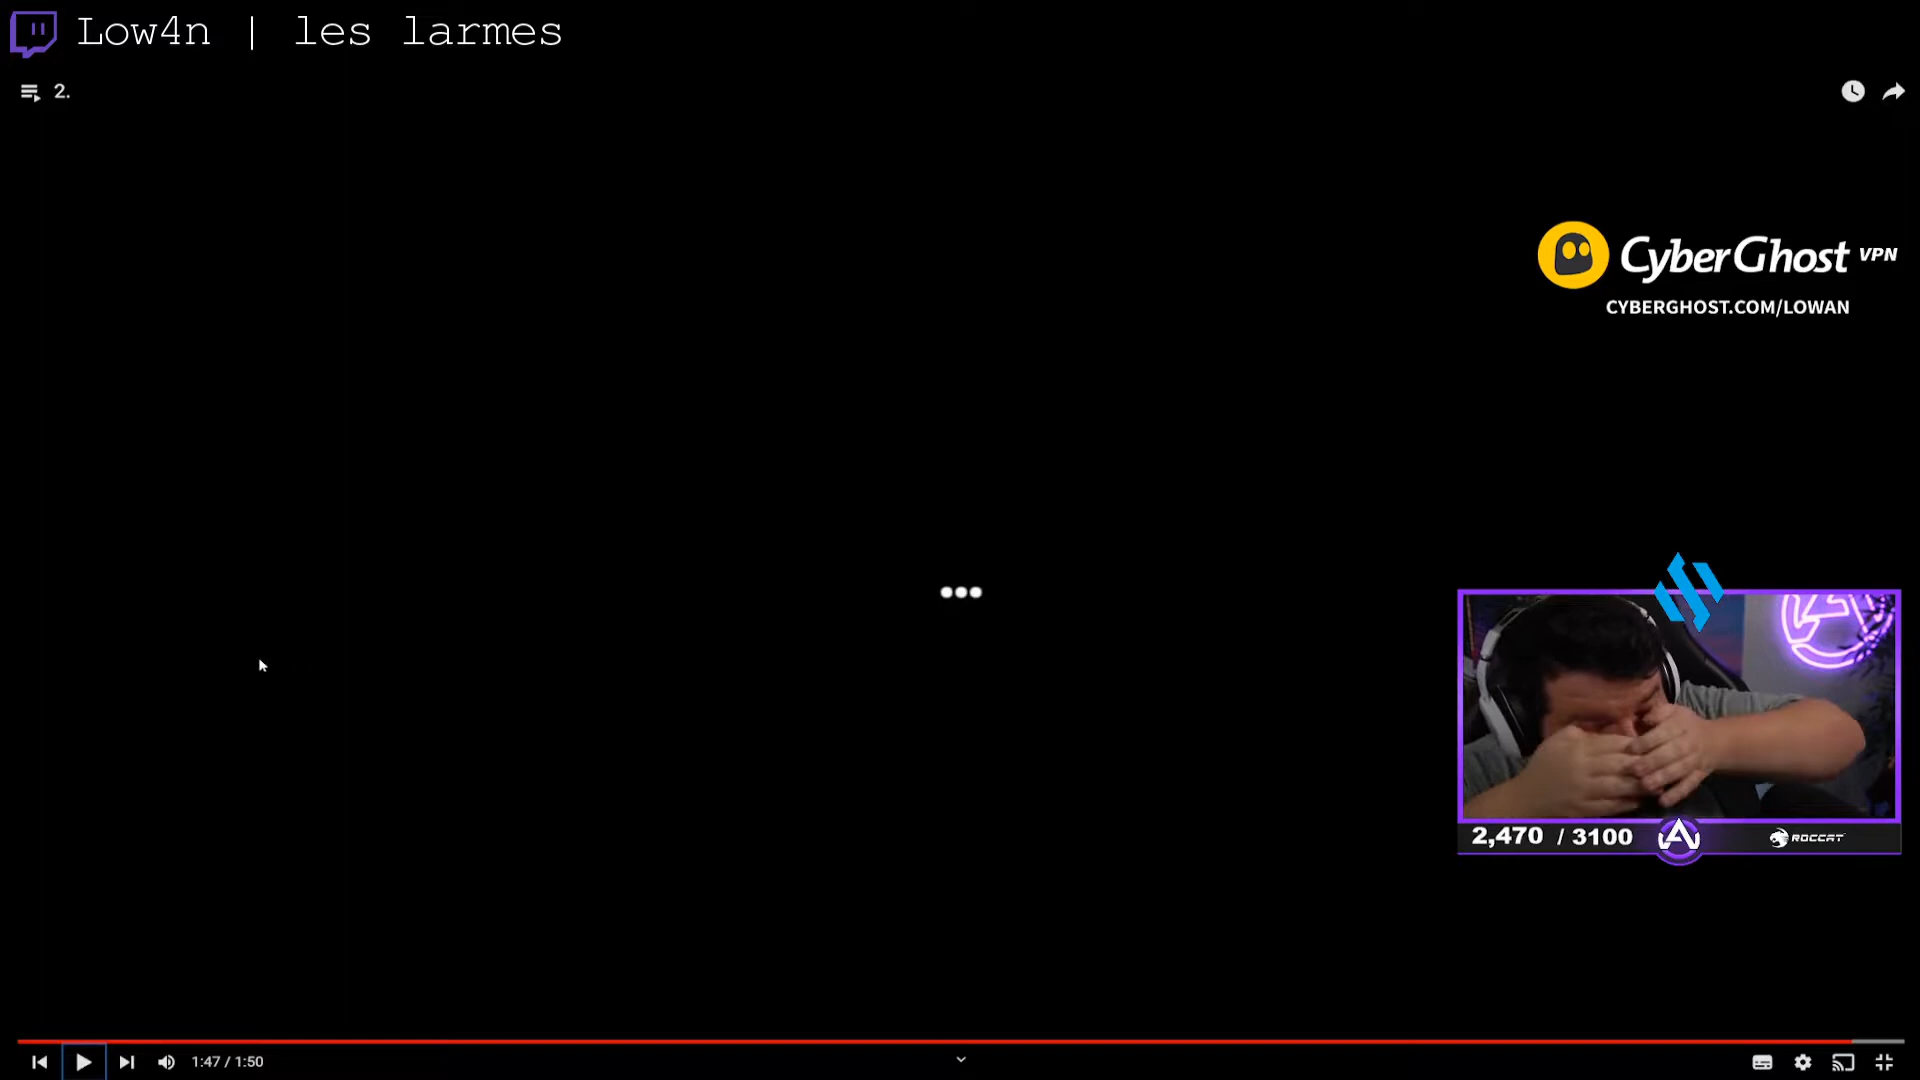 Low4n | les larmes
2.
CyberGhost VPN
CYBERGHOST.COM/LOWAN
2,470 / 3100
ROCCAT
1:47 / 1:50